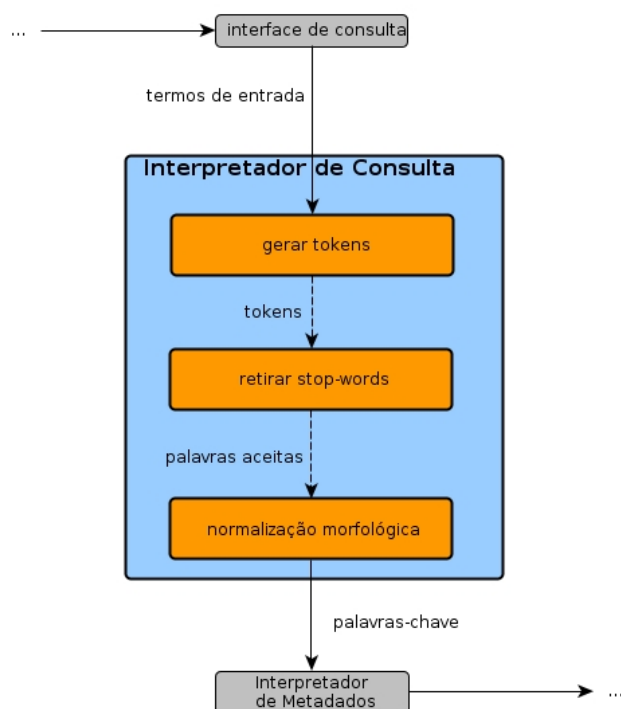 ...
interface de consulta
termos de entrada
Interpretador de Consulta
gerar tokens
tokens
retirar stop-words
palavras aceitas
normalização morfológica
palavras-chave
Interpretador
de Metadados
...